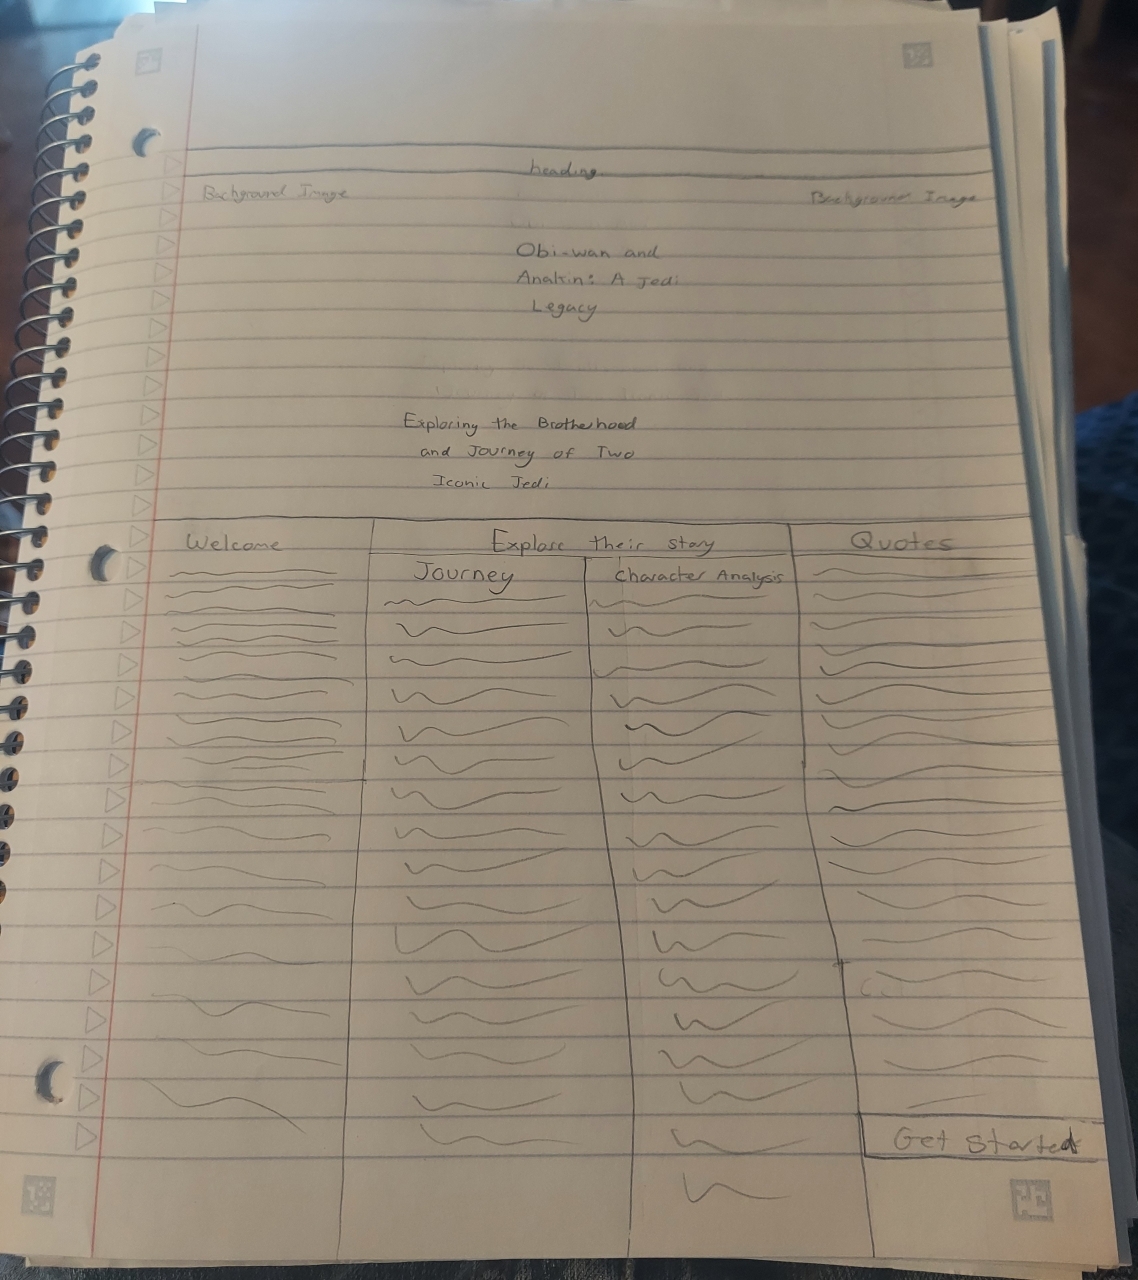 heading.
Background Image
Background Image
Obi-wan and
Anakin: A Jedi
Legacy
Exploring the Brotherhood
and Journey of Two
Iconic Jedi
Welcome
Explore their story
Quotes
Journey
Character Analysis
Get Started